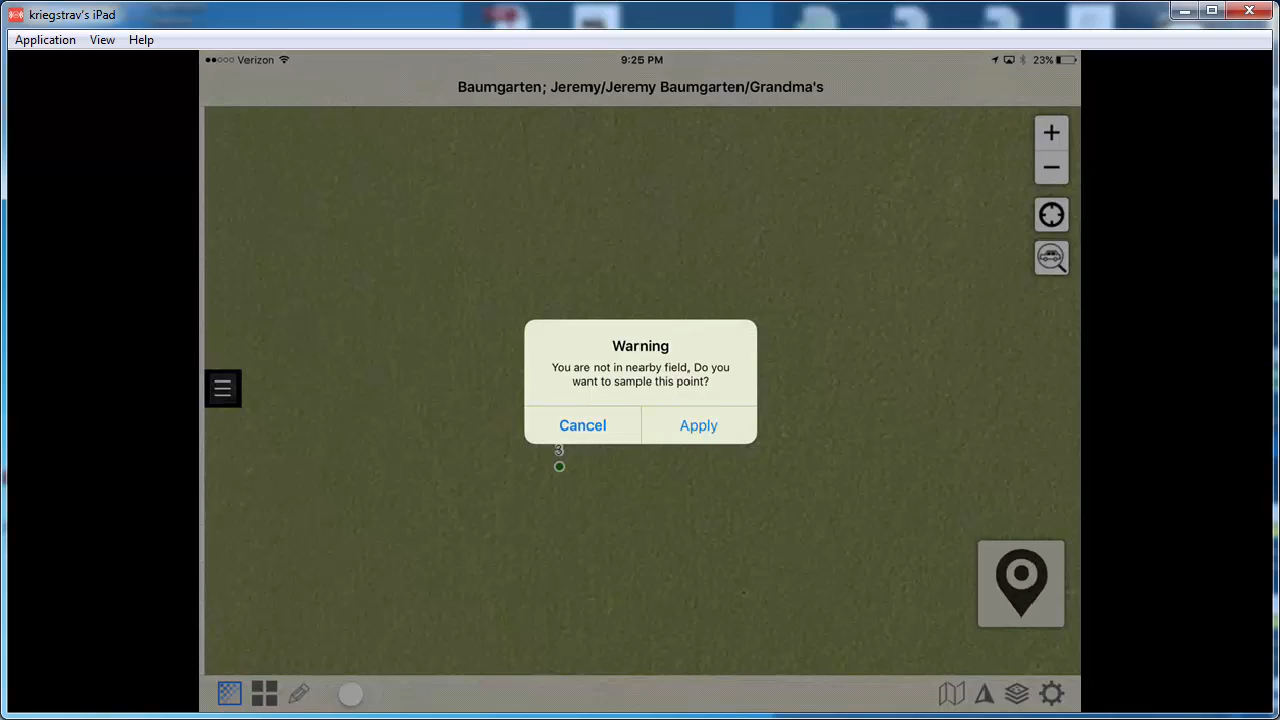 kriegstrav's iPad
Application View Help
Verizon 9:25 PM 23%
Baumgarten; Jeremy/Jeremy Baumgarten/Grandma's
Warning
You are not in nearby field, Do you
want to sample this point?
Cancel Apply
3